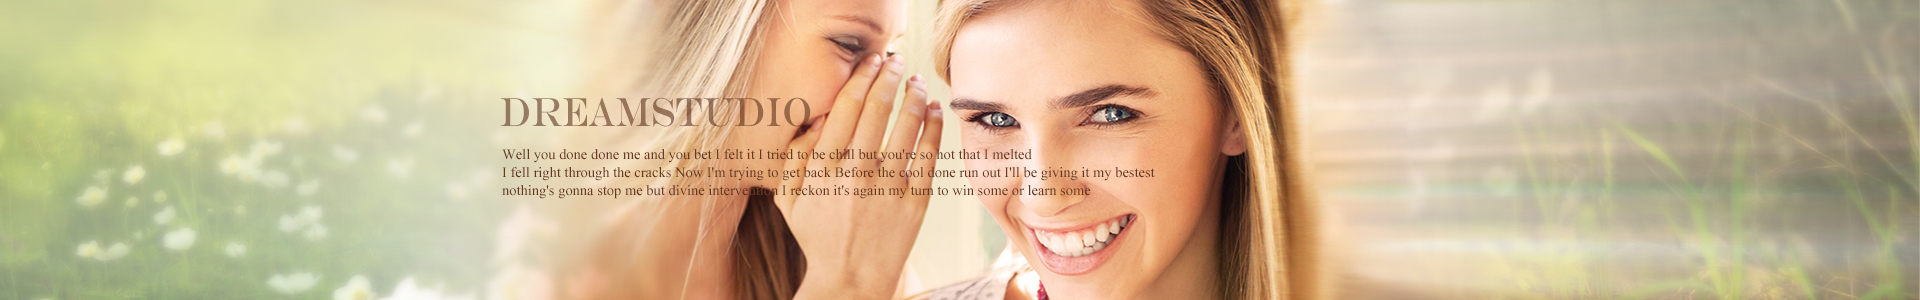 DREAMSTUDIO
Well you done done me and you bet I felt it I tried to be chill but you're so hot that I melted
I fell right through the cracks Now I'm trying to get back Before the cool done run out I'll be giving it my bestest
nothing's gonna stop me but divine intervention I reckon it's again my turn to win some or learn some